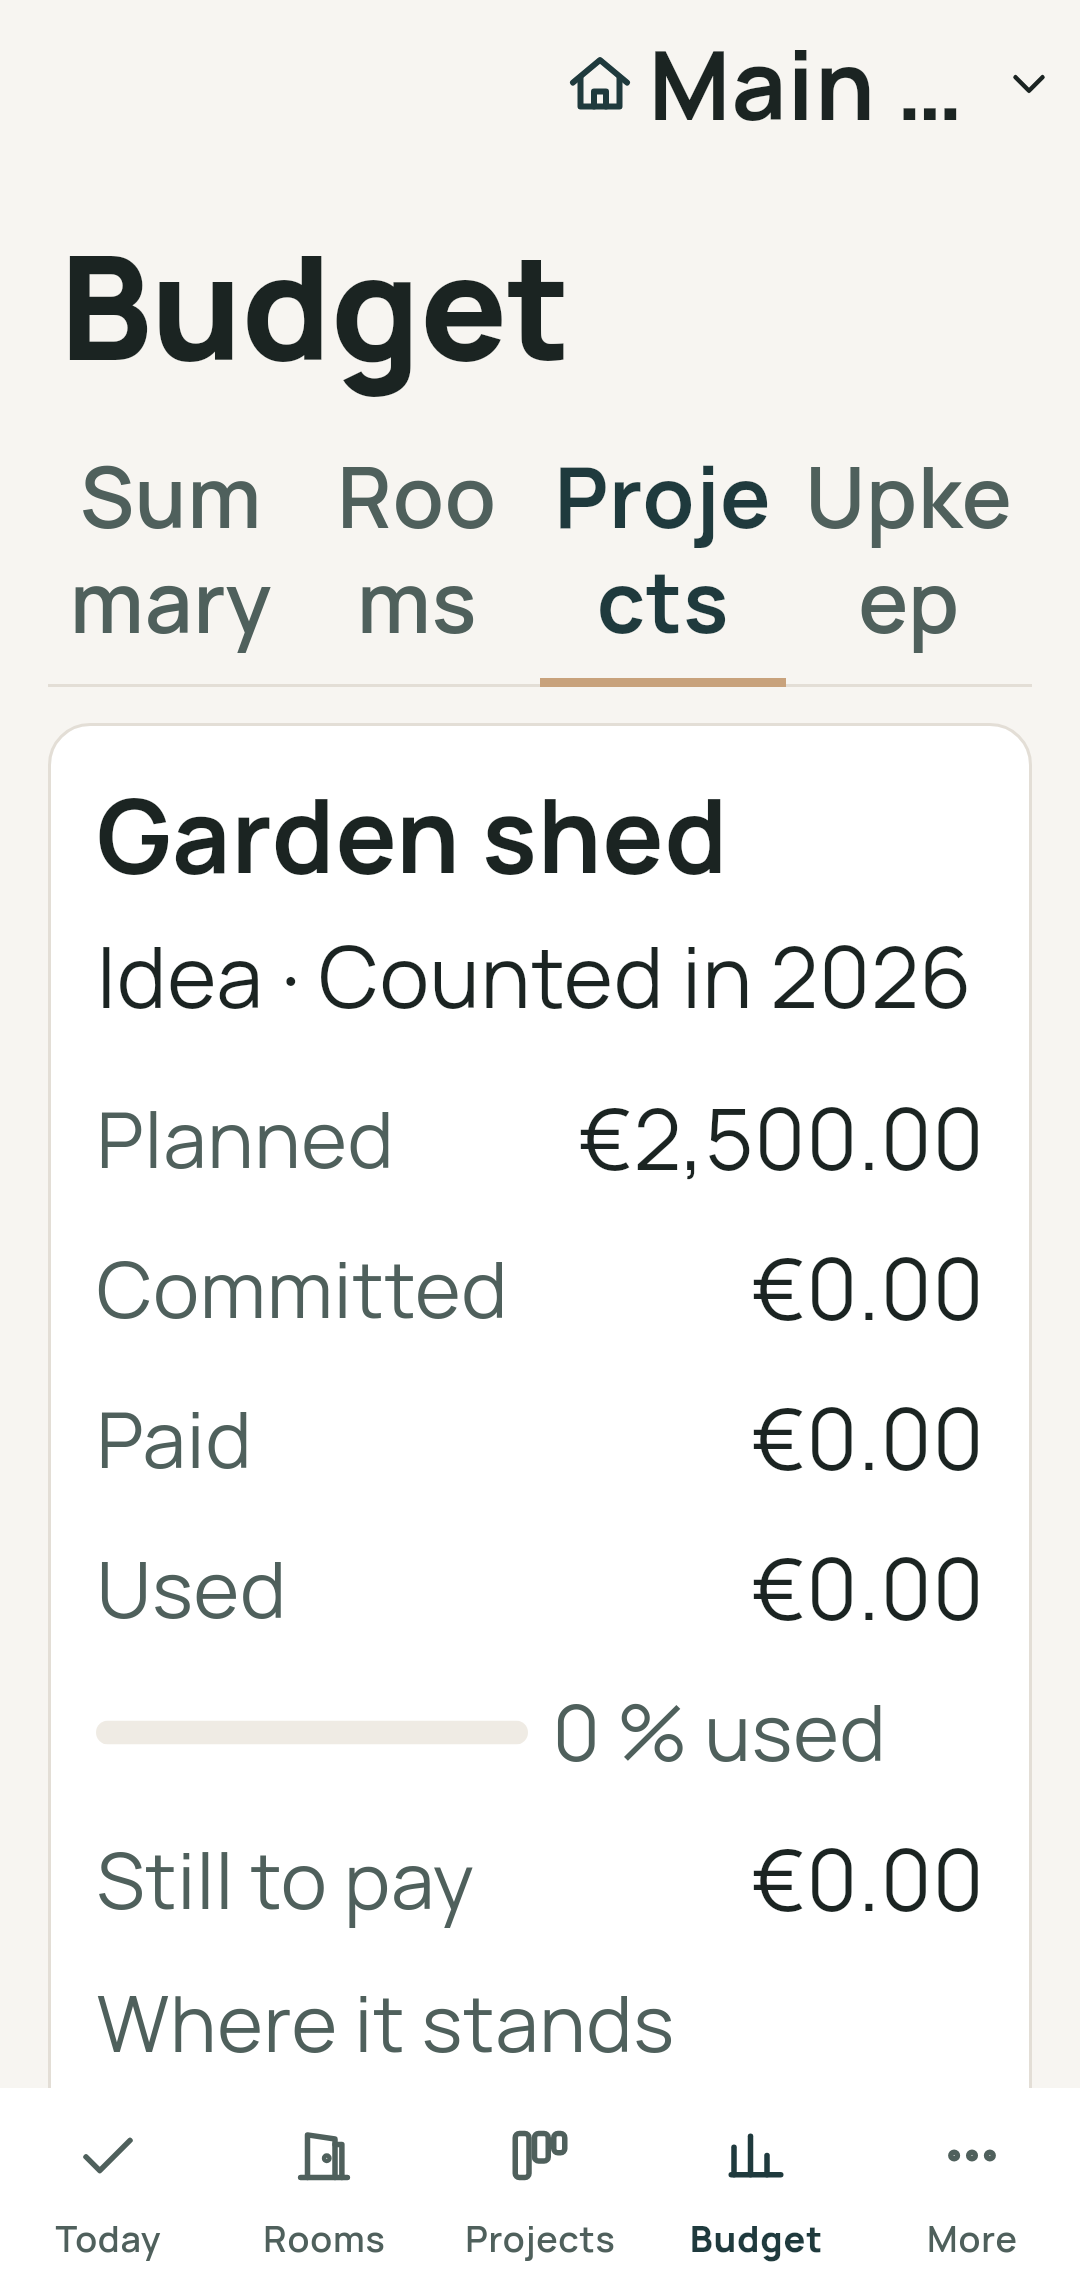 Main ...
Budget
Sum
mary
Roo
ms
Proje
cts
Upke
ep
Garden shed
Idea · Counted in 2026
Planned €2,500.00
Committed €0.00
Paid €0.00
Used €0.00
0 % used
Still to pay €0.00
Where it stands
Today Rooms Projects Budget More